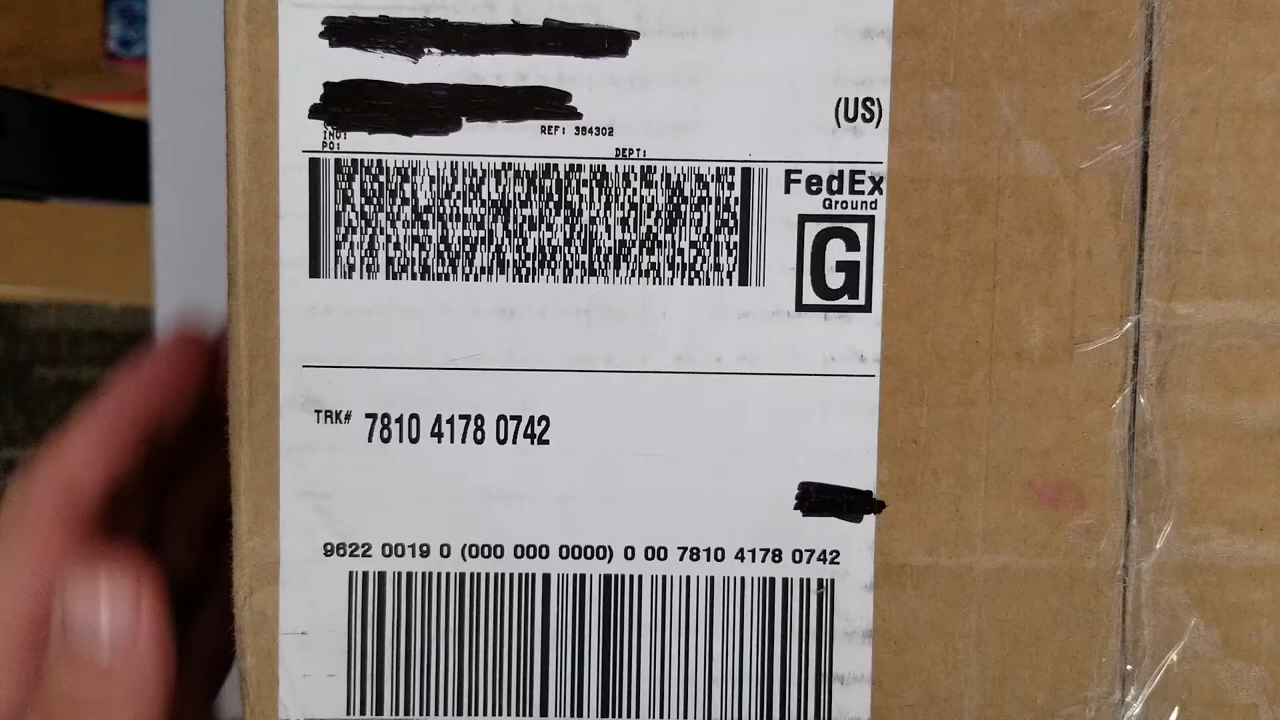 (US)
INV:
REF: 384302
PO:
DEPT:
FedEx
Ground
G
TRK# 7810 4178 0742
9622 0019 0 (000 000 0000) 0 00 7810 4178 0742